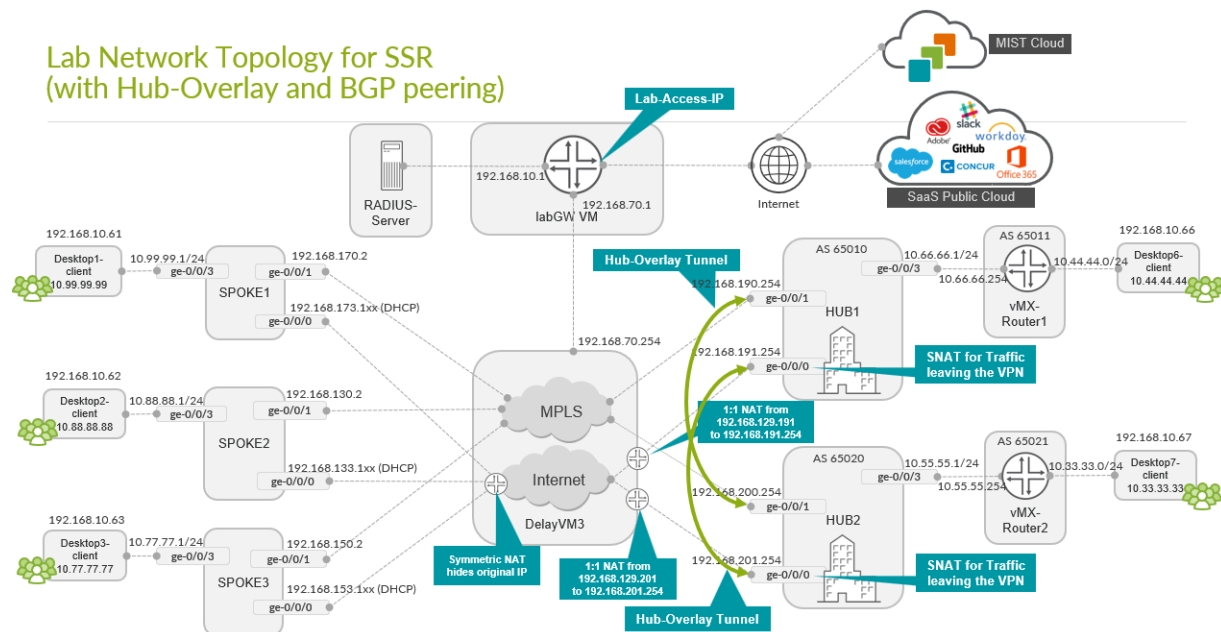 Lab Network Topology for SSR
(with Hub-Overlay and BGP peering)
MIST Cloud
Lab-Access-IP
slack
Adobe
workday.
GitHub
salesforce
CONCUR
Office 365
SaaS Public Cloud
Internet
192.168.10.1
RADIUS-
Server
192.168.70.1
labGW VM
192.168.10.61
Desktop1-
client
10.99.99.99
10.99.99.1/24
ge-0/0/3
SPOKE1
ge-0/0/1
192.168.170.2
192.168.173.1xx (DHCP)
ge-0/0/0
192.168.10.62
Desktop2-
client
10.88.88.88
10.88.88.1/24
ge-0/0/3
SPOKE2
192.168.130.2
ge-0/0/1
192.168.133.1xx (DHCP)
ge-0/0/0
192.168.10.63
Desktop3-
client
10.77.77.77
10.77.77.1/24
ge-0/0/3
SPOKE3
192.168.150.2
ge-0/0/1
192.168.153.1xx (DHCP)
ge-0/0/0
192.168.70.254
MPLS
Internet
DelayVM3
Symmetric NAT
hides original IP
1:1 NAT from
192.168.129.201
to 192.168.201.254
1:1 NAT from
192.168.129.191
to 192.168.191.254
Hub-Overlay Tunnel
Hub-Overlay Tunnel
AS 65010
192.168.190.254
ge-0/0/1
HUB1
192.168.191.254
ge-0/0/0
ge-0/0/3
10.66.66.1/24
10.66.66.254
SNAT for Traffic
leaving the VPN
AS 65011
vMX-
Router1
10.44.44.0/24
192.168.10.66
Desktop6-
client
10.44.44.44
AS 65020
192.168.200.254
ge-0/0/1
HUB2
192.168.201.254
ge-0/0/0
ge-0/0/3
10.55.55.1/24
10.55.55.254
SNAT for Traffic
leaving the VPN
AS 65021
vMX-
Router2
10.33.33.0/24
192.168.10.67
Desktop7-
client
10.33.33.33